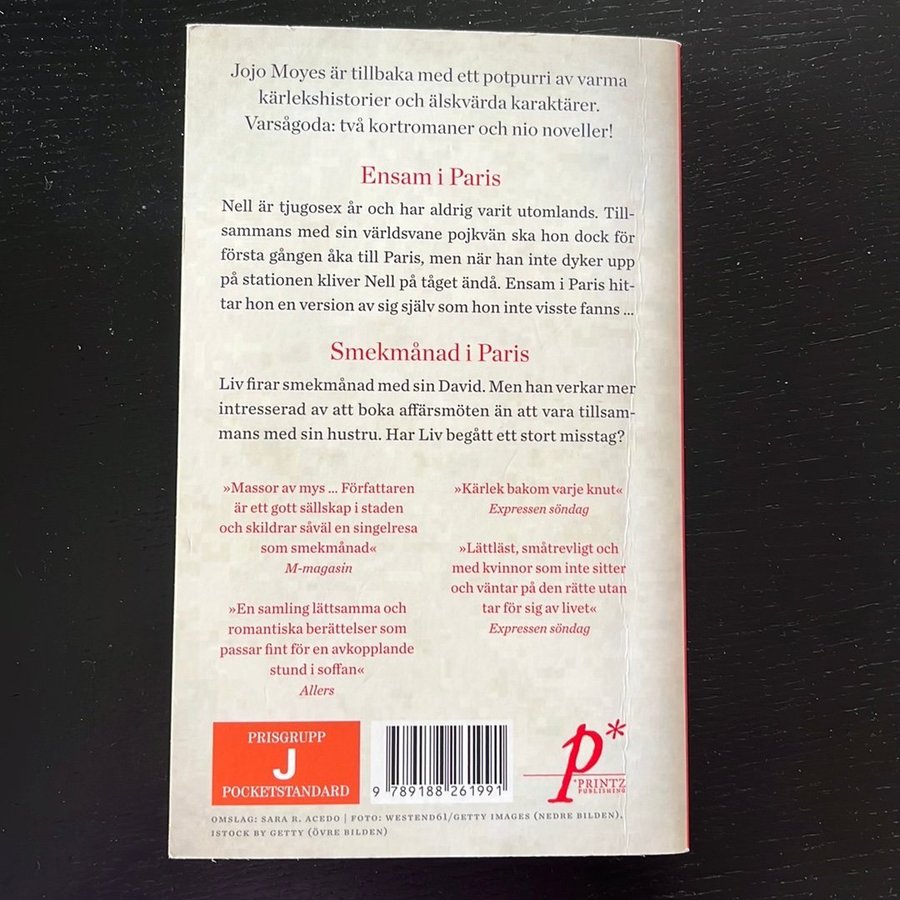 Jojo Moyes är tillbaka med ett potpurri av varma
kärlekshistorier och älskvärda karaktärer.
Varsågoda: två kortromaner och nio noveller!
Ensam i Paris
Nell är tjugosex år och har aldrig varit utomlands. Till-
sammans med sin världsvane pojkvän ska hon dock för
första gången åka till Paris, men när han inte dyker upp
på stationen kliver Nell på tåget ändå. Ensam i Paris hit-
tar hon en version av sig själv som hon inte visste fanns ...
Smekmånad i Paris
Liv firar smekmånad med sin David. Men han verkar mer
intresserad av att boka affärsmöten än att vara tillsam-
mans med sin hustru. Har Liv begått ett stort misstag?
»Massor av mys ... Författaren
är ett gott sällskap i staden
och skildrar såväl en singelresa
som smekmånad«
M-magasin
»En samling lättsamma och
romantiska berättelser som
passar fint för en avkopplande
stund i soffan«
Allers
»Kärlek bakom varje knut«
Expressen söndag
»Lättläst, småtrevligt och
med kvinnor som inte sitter
och väntar på den rätte utan
tar för sig av livet«
Expressen söndag
PRISGRUPP
J
POCKETSTANDARD
9 789188 261991
p*
*PRINTZ
PUBLISHING
OMSLAG: SARA R. ACEDO | FOTO: WESTEND61/GETTY IMAGES (NEDRE BILDEN),
ISTOCK BY GETTY (ÖVRE BILDEN)